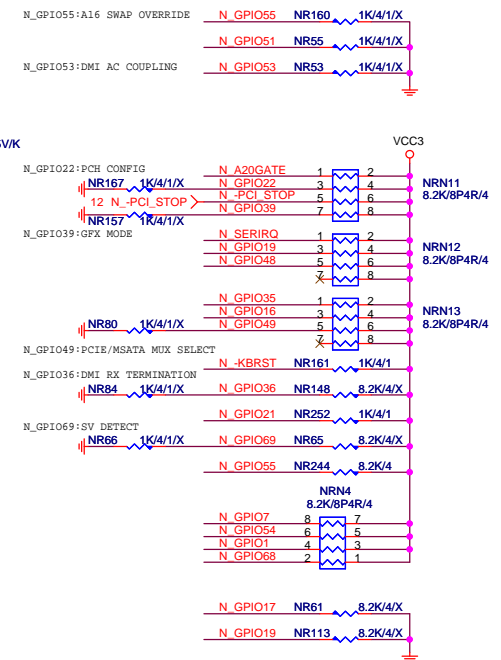 N_GPIO55:A16 SWAP OVERRIDE N_GPIO55 NR160 1K/4/1/X
N_GPIO51 NR55 1K/4/1/X
N_GPIO53:DMI AC COUPLING N_GPIO53 NR53 1K/4/1/X
5V/K
VCC3
N_GPIO22:PCH CONFIG N_A20GATE 1 2
NR167 1K/4/1/X N_GPIO22 3 4 NRN11
12 N_-PCI_STOP N_-PCI_STOP 5 6 8.2K/8P4R/4
NR157 1K/4/1/X N_GPIO39 7 8
N_GPIO39:GFX MODE N_SERIRQ 1 2
N_GPIO19 3 4 NRN12
N_GPIO48 5 6 8.2K/8P4R/4
7 8
N_GPIO35 1 2
N_GPIO16 3 4 NRN13
NR80 1K/4/1/X N_GPIO49 5 6 8.2K/8P4R/4
7 8
N_GPIO49:PCIE/MSATA MUX SELECT
N_-KBRST NR161 1K/4/1
N_GPIO36:DMI RX TERMINATION
NR84 1K/4/1/X N_GPIO36 NR148 8.2K/4/X
N_GPIO21 NR252 1K/4/1
N_GPIO69:SV DETECT
NR66 1K/4/1/X N_GPIO69 NR65 8.2K/4/X
N_GPIO55 NR244 8.2K/4
NRN4
8.2K/8P4R/4
N_GPIO7 8 7
N_GPIO54 6 5
N_GPIO1 4 3
N_GPIO68 2 1
N_GPIO17 NR61 8.2K/4/X
N_GPIO19 NR113 8.2K/4/X